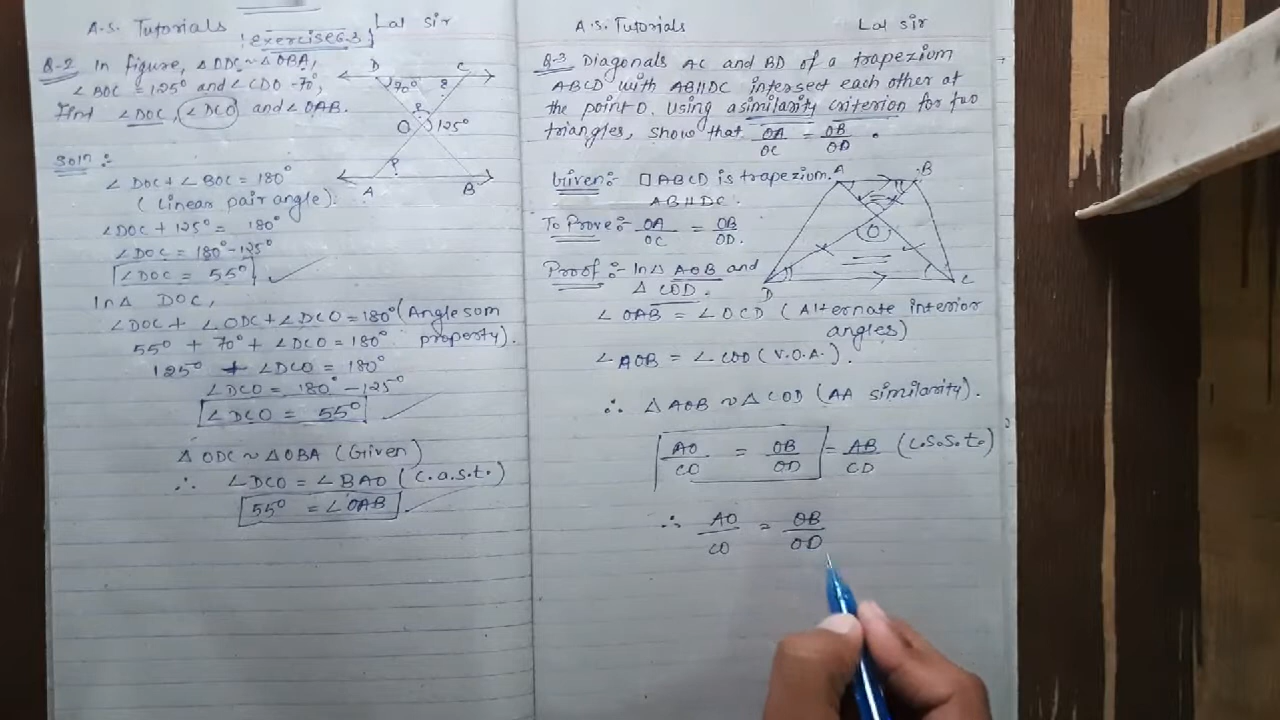 A.S. Tutorials Lal sir
Exercise 6.3
Q-2 In figure, △ODC ~ △OBA,
∠BOC = 125° and ∠CDO = 70°,
Find ∠DOC, ∠DCO and ∠OAB.
D C
70° ?
?
O 125°
?
A B
Soln:
∠DOC + ∠BOC = 180°
(Linear pair angle).
∠DOC + 125° = 180°
∠DOC = 180° - 125°
∠DOC = 55°
In △ DOC,
∠DOC + ∠ODC + ∠DCO = 180° (Angle som
55° + 70° + ∠DCO = 180° property).
125° + ∠DCO = 180°
∠DCO = 180° - 125°
∠DCO = 55°
△ODC ~ △OBA (Given)
∴ ∠DCO = ∠BAO (C.a.s.t.)
55° = ∠OAB
A.S. Tutorials Lal sir
Q-3 Diagonals AC and BD of a trapezium
ABCD with AB||DC intersect each other at
the point O. Using a similarity criterion for two
triangles, show that OA/OC = OB/OD.
Given:- □ABCD is trapezium.
AB||DC.
To Prove:- OA/OC = OB/OD.
A B
O
D C
Proof:- In △ AOB and
△ COD.
∠OAB = ∠OCD (Alternate interior
angles)
∠AOB = ∠COD (V.O.A.).
∴ △AOB ~ △COD (AA similarity).
AO/CO = OB/OD = AB/CD (C.S.S.t.)
∴ AO/CO = OB/OD